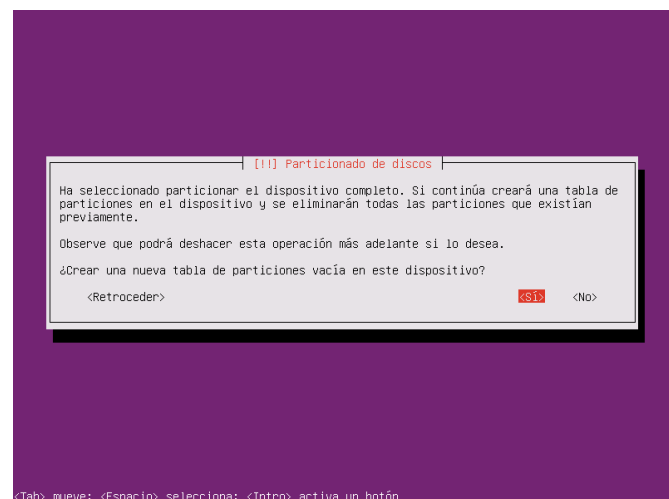 [!!] Particionado de discos
Ha seleccionado particionar el dispositivo completo. Si continúa creará una tabla de
particiones en el dispositivo y se eliminarán todas las particiones que existían
previamente.
Observe que podrá deshacer esta operación más adelante si lo desea.
¿Crear una nueva tabla de particiones vacía en este dispositivo?
<Retroceder> <Sí> <No>
<Tab> mueve; <Espacio> selecciona; <Intro> activa un botón